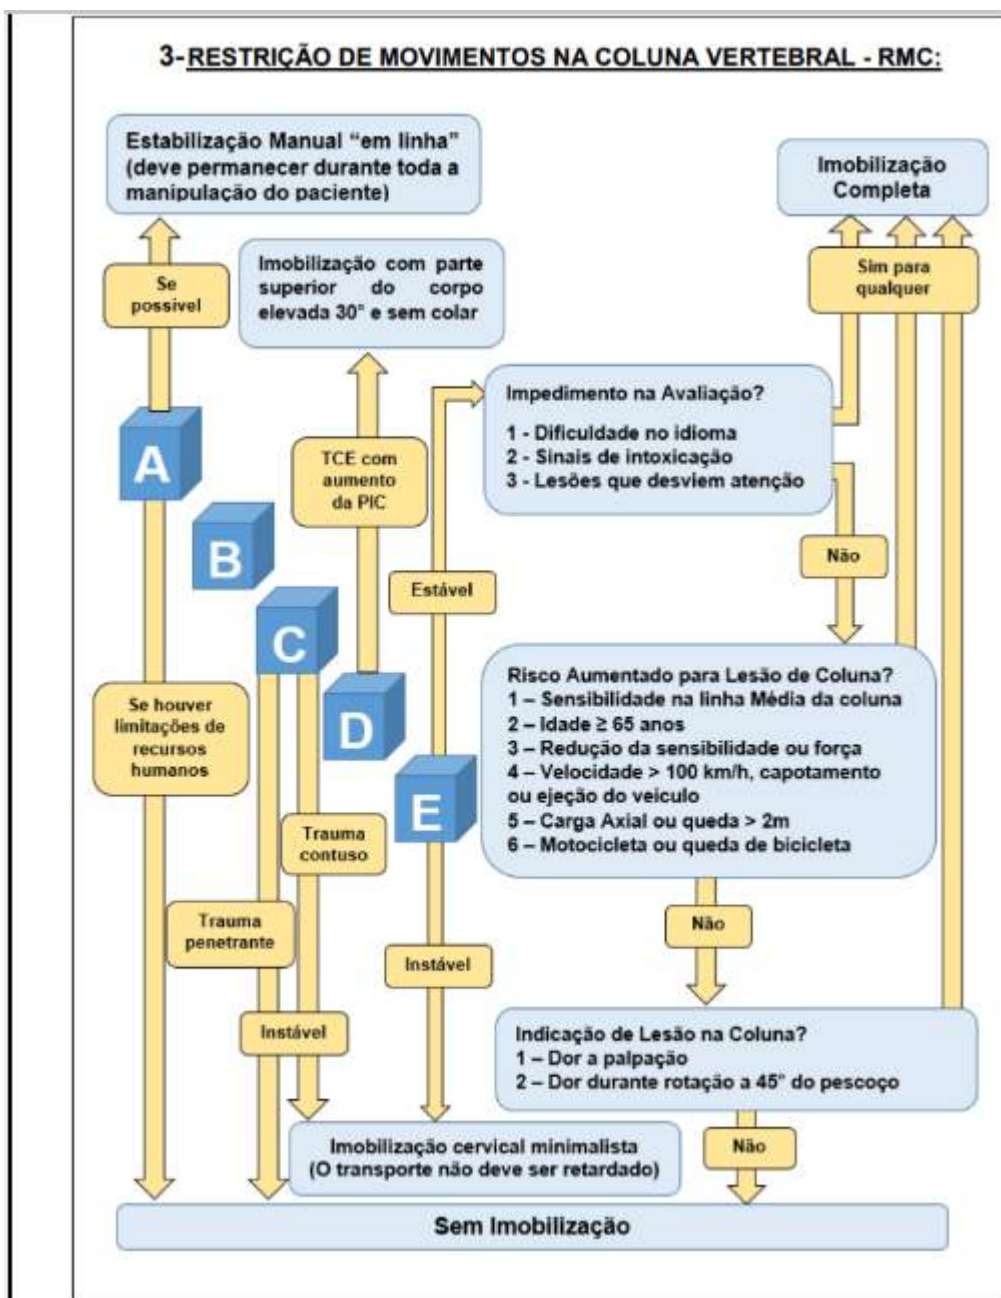 3-RESTRIÇÃO DE MOVIMENTOS NA COLUNA VERTEBRAL - RMC:
Estabilização Manual “em linha”
(deve permanecer durante toda a
manipulação do paciente)
Imobilização
Completa
Se
possível
Imobilização com parte
superior do corpo
elevada 30° e sem colar
Sim para
qualquer
Impedimento na Avaliação?
1 - Dificuldade no idioma
2 - Sinais de intoxicação
3 - Lesões que desviem atenção
A
TCE com
aumento
da PIC
B
Não
Estável
C
Risco Aumentado para Lesão de Coluna?
1 – Sensibilidade na linha Média da coluna
2 – Idade ≥ 65 anos
3 – Redução da sensibilidade ou força
4 – Velocidade > 100 km/h, capotamento
ou ejeção do veiculo
5 – Carga Axial ou queda > 2m
6 – Motocicleta ou queda de bicicleta
Se houver
limitações de
recursos
humanos
D
E
Trauma
contuso
Trauma
penetrante
Não
Instável
Instável
Indicação de Lesão na Coluna?
1 – Dor a palpação
2 – Dor durante rotação a 45° do pescoço
Imobilização cervical minimalista
(O transporte não deve ser retardado)
Não
Sem Imobilização